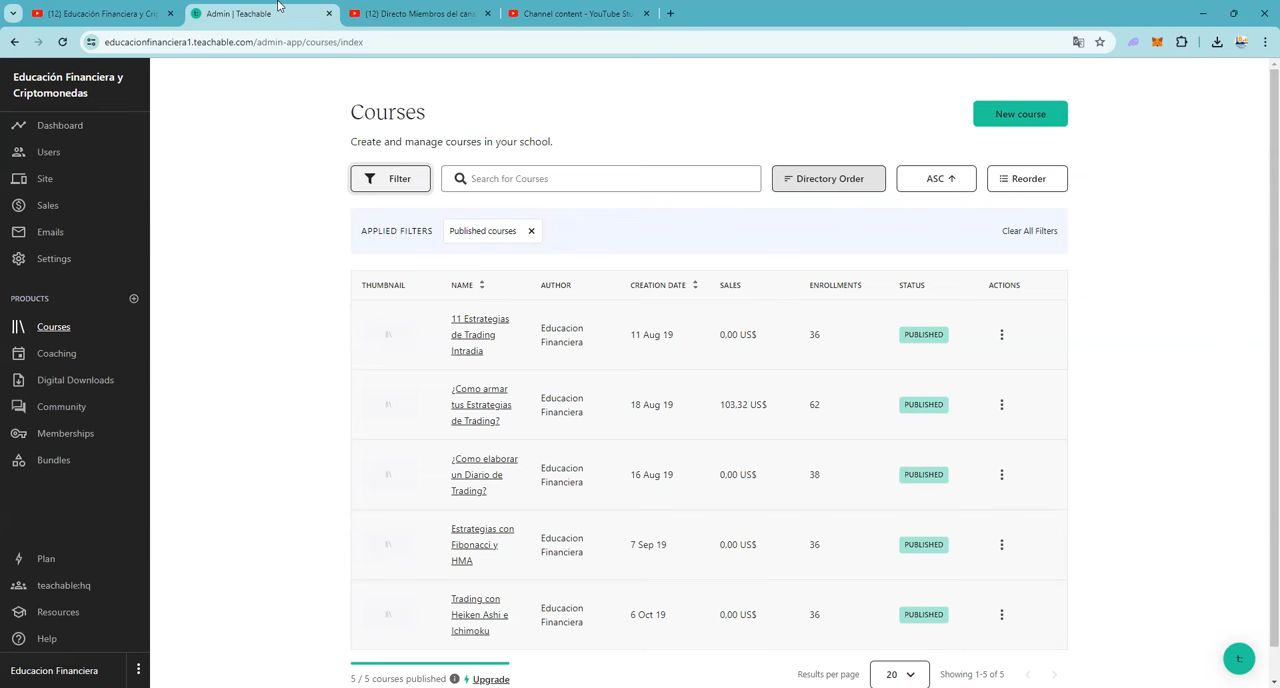 (12) Educación Financiera y Cri
Admin | Teachable
(12) Directo Miembros del cana
Channel content - YouTube Stu
educacionfinanciera1.teachable.com/admin-app/courses/index
Educación Financiera y
Criptomonedas
Dashboard
Users
Site
Sales
Emails
Settings
PRODUCTS
Courses
Coaching
Digital Downloads
Community
Memberships
Bundles
Plan
teachable:hq
Resources
Help
Educacion Financiera
Courses
New course
Create and manage courses in your school.
Filter
Search for Courses
Directory Order
ASC
Reorder
APPLIED FILTERS
Published courses
Clear All Filters
THUMBNAIL NAME AUTHOR CREATION DATE SALES ENROLLMENTS STATUS ACTIONS
11 Estrategias
de Trading
Intradia
Educacion
Financiera
11 Aug 19
0,00 US$
36
PUBLISHED
¿Como armar
tus Estrategias
de Trading?
Educacion
Financiera
18 Aug 19
103,32 US$
62
PUBLISHED
¿Como elaborar
un Diario de
Trading?
Educacion
Financiera
16 Aug 19
0,00 US$
38
PUBLISHED
Estrategias con
Fibonacci y
HMA
Educacion
Financiera
7 Sep 19
0,00 US$
36
PUBLISHED
Trading con
Heiken Ashi e
Ichimoku
Educacion
Financiera
6 Oct 19
0,00 US$
36
PUBLISHED
5 / 5 courses published
Upgrade
Results per page
20
Showing 1-5 of 5
t: